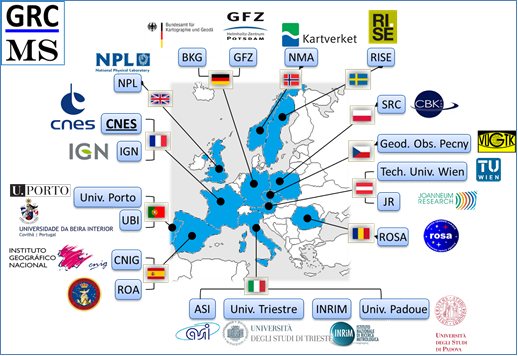 GRC
MS
Bundesamt für
Kartographie und Geodäsie
GFZ
Helmholtz-Zentrum
POTSDAM
Kartverket
RI.
SE
NPL
National Physical Laboratory
BKG
GFZ
NMA
RISE
NPL
SRC
CBK
cnes
CNES
Geod. Obs. Pecny
IGN
IGN
Tech. Univ. Wien
TU
WIEN
JR
JOANNEUM
RESEARCH
U.PORTO
Univ. Porto
UBI
UNIVERSIDADE DA BEIRA INTERIOR
Covilhã | Portugal
ROSA
rosa
INSTITUTO
GEOGRÁFICO
NACIONAL
cnig
CNIG
ROA
ASI
Univ. Triestre
INRIM
Univ. Padoue
asi
UNIVERSITÀ
DEGLI STUDI DI TRIESTE
INRIM
ISTITUTO
NAZIONALE
DI RICERCA
METROLOGICA
UNIVERSITÀ
DEGLI STUDI
DI PADOVA